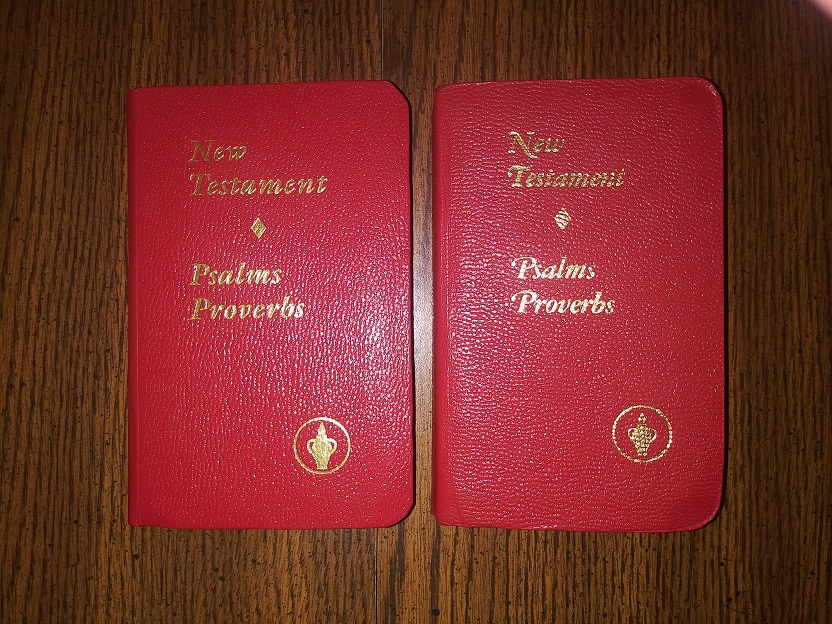 New
Testament
Psalms
Proverbs
New
Testament
Psalms
Proverbs